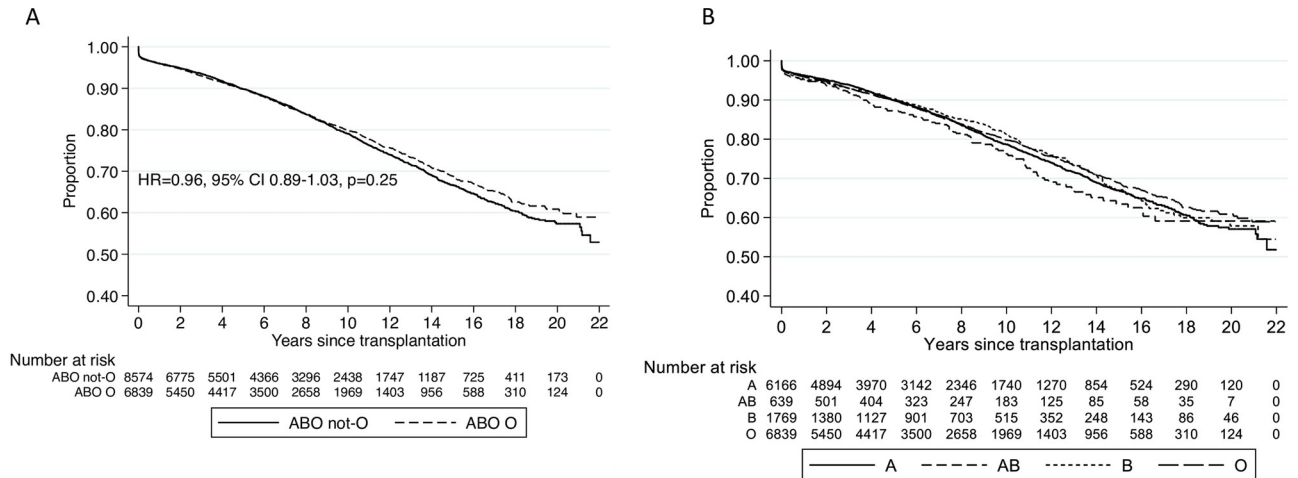 A
Proportion
1.00
0.90
0.80
0.70
0.60
0.50
0.40
HR=0.96, 95% CI 0.89-1.03, p=0.25
0 2 4 6 8 10 12 14 16 18 20 22
Years since transplantation
Number at risk
ABO not-O 8574 6775 5501 4366 3296 2438 1747 1187 725 411 173 0
ABO O 6839 5450 4417 3500 2658 1969 1403 956 588 310 124 0
ABO not-O ABO O
B
Proportion
1.00
0.90
0.80
0.70
0.60
0.50
0.40
0 2 4 6 8 10 12 14 16 18 20 22
Years since transplantation
Number at risk
A 6166 4894 3970 3142 2346 1740 1270 854 524 290 120 0
AB 639 501 404 323 247 183 125 85 58 35 7 0
B 1769 1380 1127 901 703 515 352 248 143 86 46 0
O 6839 5450 4417 3500 2658 1969 1403 956 588 310 124 0
A AB B O